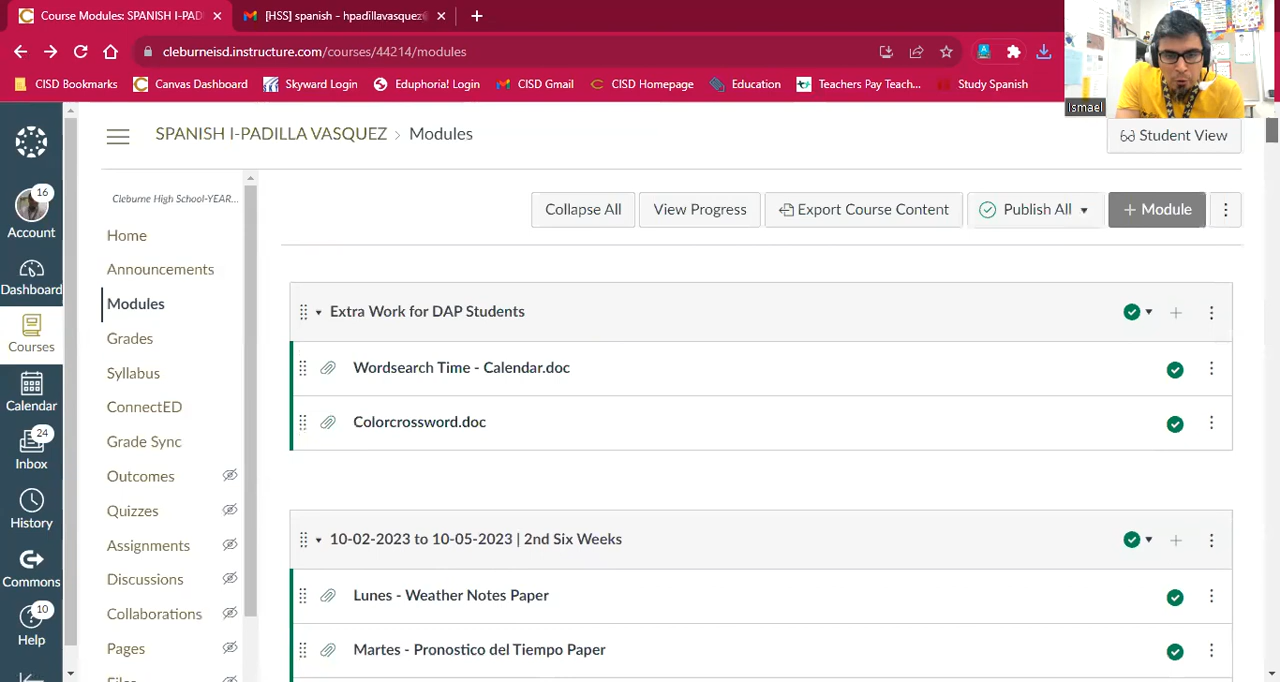 Course Modules: SPANISH I-PAD
[HSS] spanish - hpadillavasquez
cleburneisd.instructure.com/courses/44214/modules
CISD Bookmarks
Canvas Dashboard
Skyward Login
Eduphoria! Login
CISD Gmail
CISD Homepage
Education
Teachers Pay Teach...
Study Spanish
Ismael
SPANISH I-PADILLA VASQUEZ > Modules
Student View
16
Account
Dashboard
Courses
Calendar
24
Inbox
History
Commons
10
Help
Cleburne High School-YEAR...
Home
Announcements
Modules
Grades
Syllabus
ConnectED
Grade Sync
Outcomes
Quizzes
Assignments
Discussions
Collaborations
Pages
Collapse All
View Progress
Export Course Content
Publish All
+ Module
Extra Work for DAP Students
Wordsearch Time - Calendar.doc
Colorcrossword.doc
10-02-2023 to 10-05-2023 | 2nd Six Weeks
Lunes - Weather Notes Paper
Martes - Pronostico del Tiempo Paper